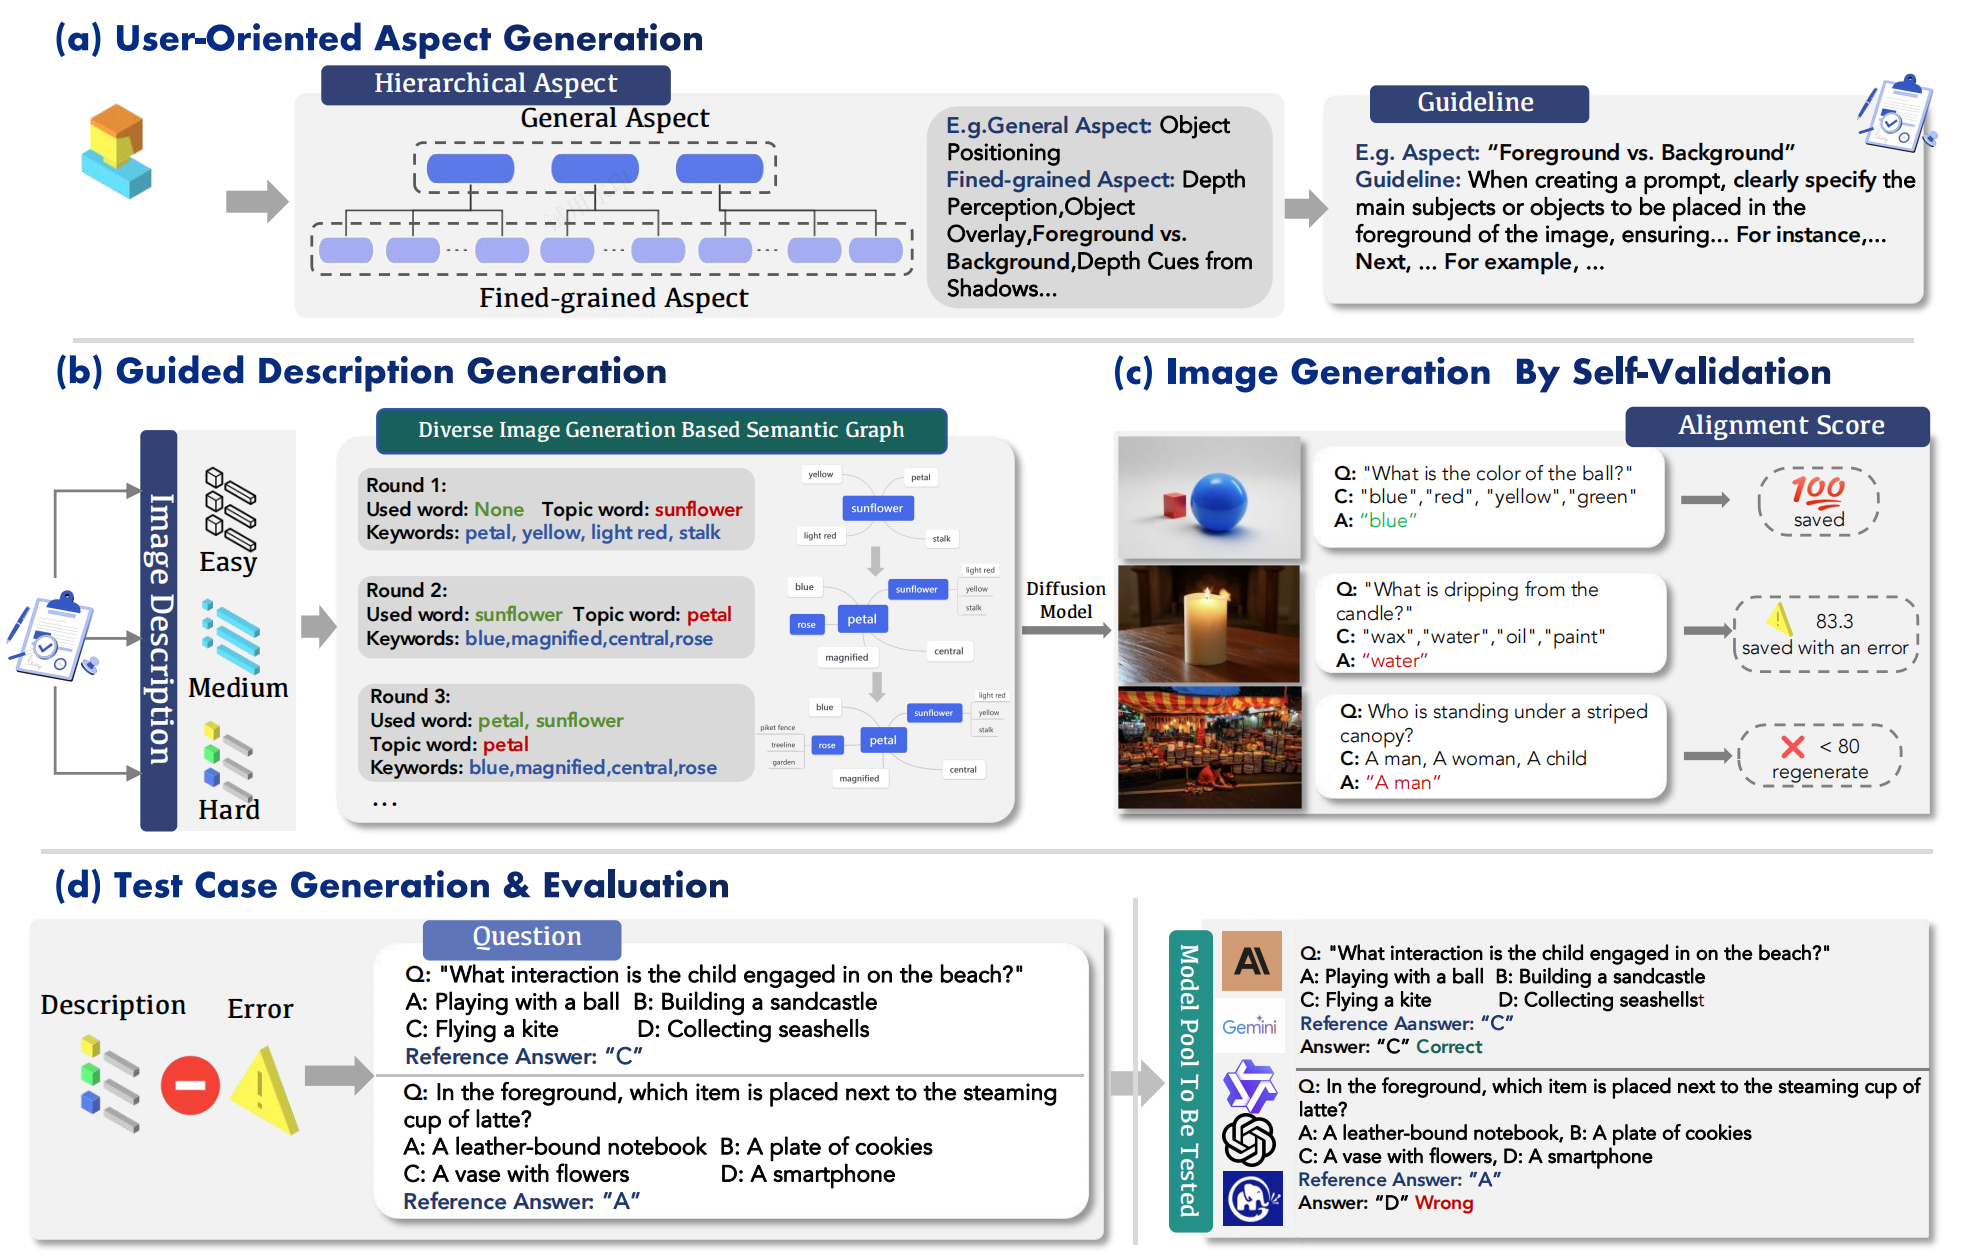 (a) User-Oriented Aspect Generation
Hierarchical Aspect
General Aspect
Fined-grained Aspect
E.g.General Aspect: Object
Positioning
Fined-grained Aspect: Depth
Perception,Object
Overlay,Foreground vs.
Background,Depth Cues from
Shadows...
Guideline
E.g. Aspect: “Foreground vs. Background”
Guideline: When creating a prompt, clearly specify the
main subjects or objects to be placed in the
foreground of the image, ensuring... For instance,...
Next, ... For example, ...
(b) Guided Description Generation
Image Description
Easy
Medium
Hard
Diverse Image Generation Based Semantic Graph
Round 1:
Used word: None Topic word: sunflower
Keywords: petal, yellow, light red, stalk
Round 2:
Used word: sunflower Topic word: petal
Keywords: blue,magnified,central,rose
Round 3:
Used word: petal, sunflower
Topic word: petal
Keywords: blue,magnified,central,rose
...
yellow
petal
sunflower
light red
stalk
blue
sunflower
light red
yellow
stalk
rose
petal
magnified
central
blue
sunflower
light red
yellow
stalk
piket fence
treeline
garden
rose
petal
magnified
central
Diffusion
Model
(c) Image Generation By Self-Validation
Alignment Score
Q: "What is the color of the ball?"
C: "blue","red", "yellow","green"
A: “blue”
100
saved
Q: "What is dripping from the
candle?"
C: "wax","water","oil","paint"
A: “water”
83.3
saved with an error
Q: Who is standing under a striped
canopy?
C: A man, A woman, A child
A: “A man”
< 80
regenerate
(d) Test Case Generation & Evaluation
Description
Error
Question
Q: "What interaction is the child engaged in on the beach?"
A: Playing with a ball B: Building a sandcastle
C: Flying a kite D: Collecting seashells
Reference Answer: “C”
Q: In the foreground, which item is placed next to the steaming
cup of latte?
A: A leather-bound notebook B: A plate of cookies
C: A vase with flowers D: A smartphone
Reference Answer: “A”
Model Pool To Be Tested
AI
Gemini
Q: "What interaction is the child engaged in on the beach?"
A: Playing with a ball B: Building a sandcastle
C: Flying a kite D: Collecting seashellst
Reference Aanswer: “C”
Answer: “C” Correct
Q: In the foreground, which item is placed next to the steaming cup of
latte?
A: A leather-bound notebook, B: A plate of cookies
C: A vase with flowers, D: A smartphone
Reference Answer: “A”
Answer: “D” Wrong